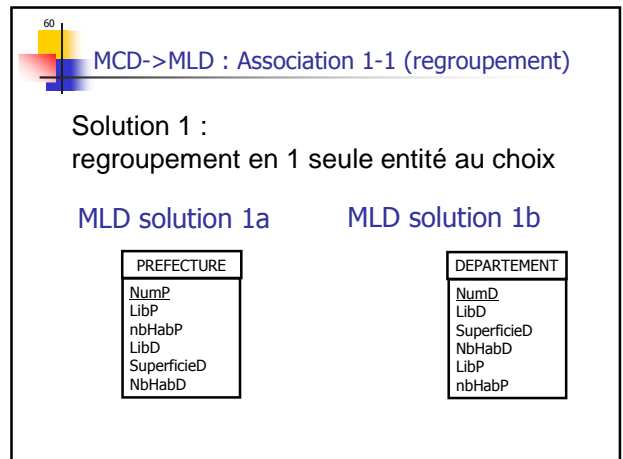 60
MCD->MLD : Association 1-1 (regroupement)
Solution 1 :
regroupement en 1 seule entité au choix
MLD solution 1a
MLD solution 1b
PREFECTURE
NumP
LibP
nbHabP
LibD
SuperficieD
NbHabD
DEPARTEMENT
NumD
LibD
SuperficieD
NbHabD
LibP
nbHabP